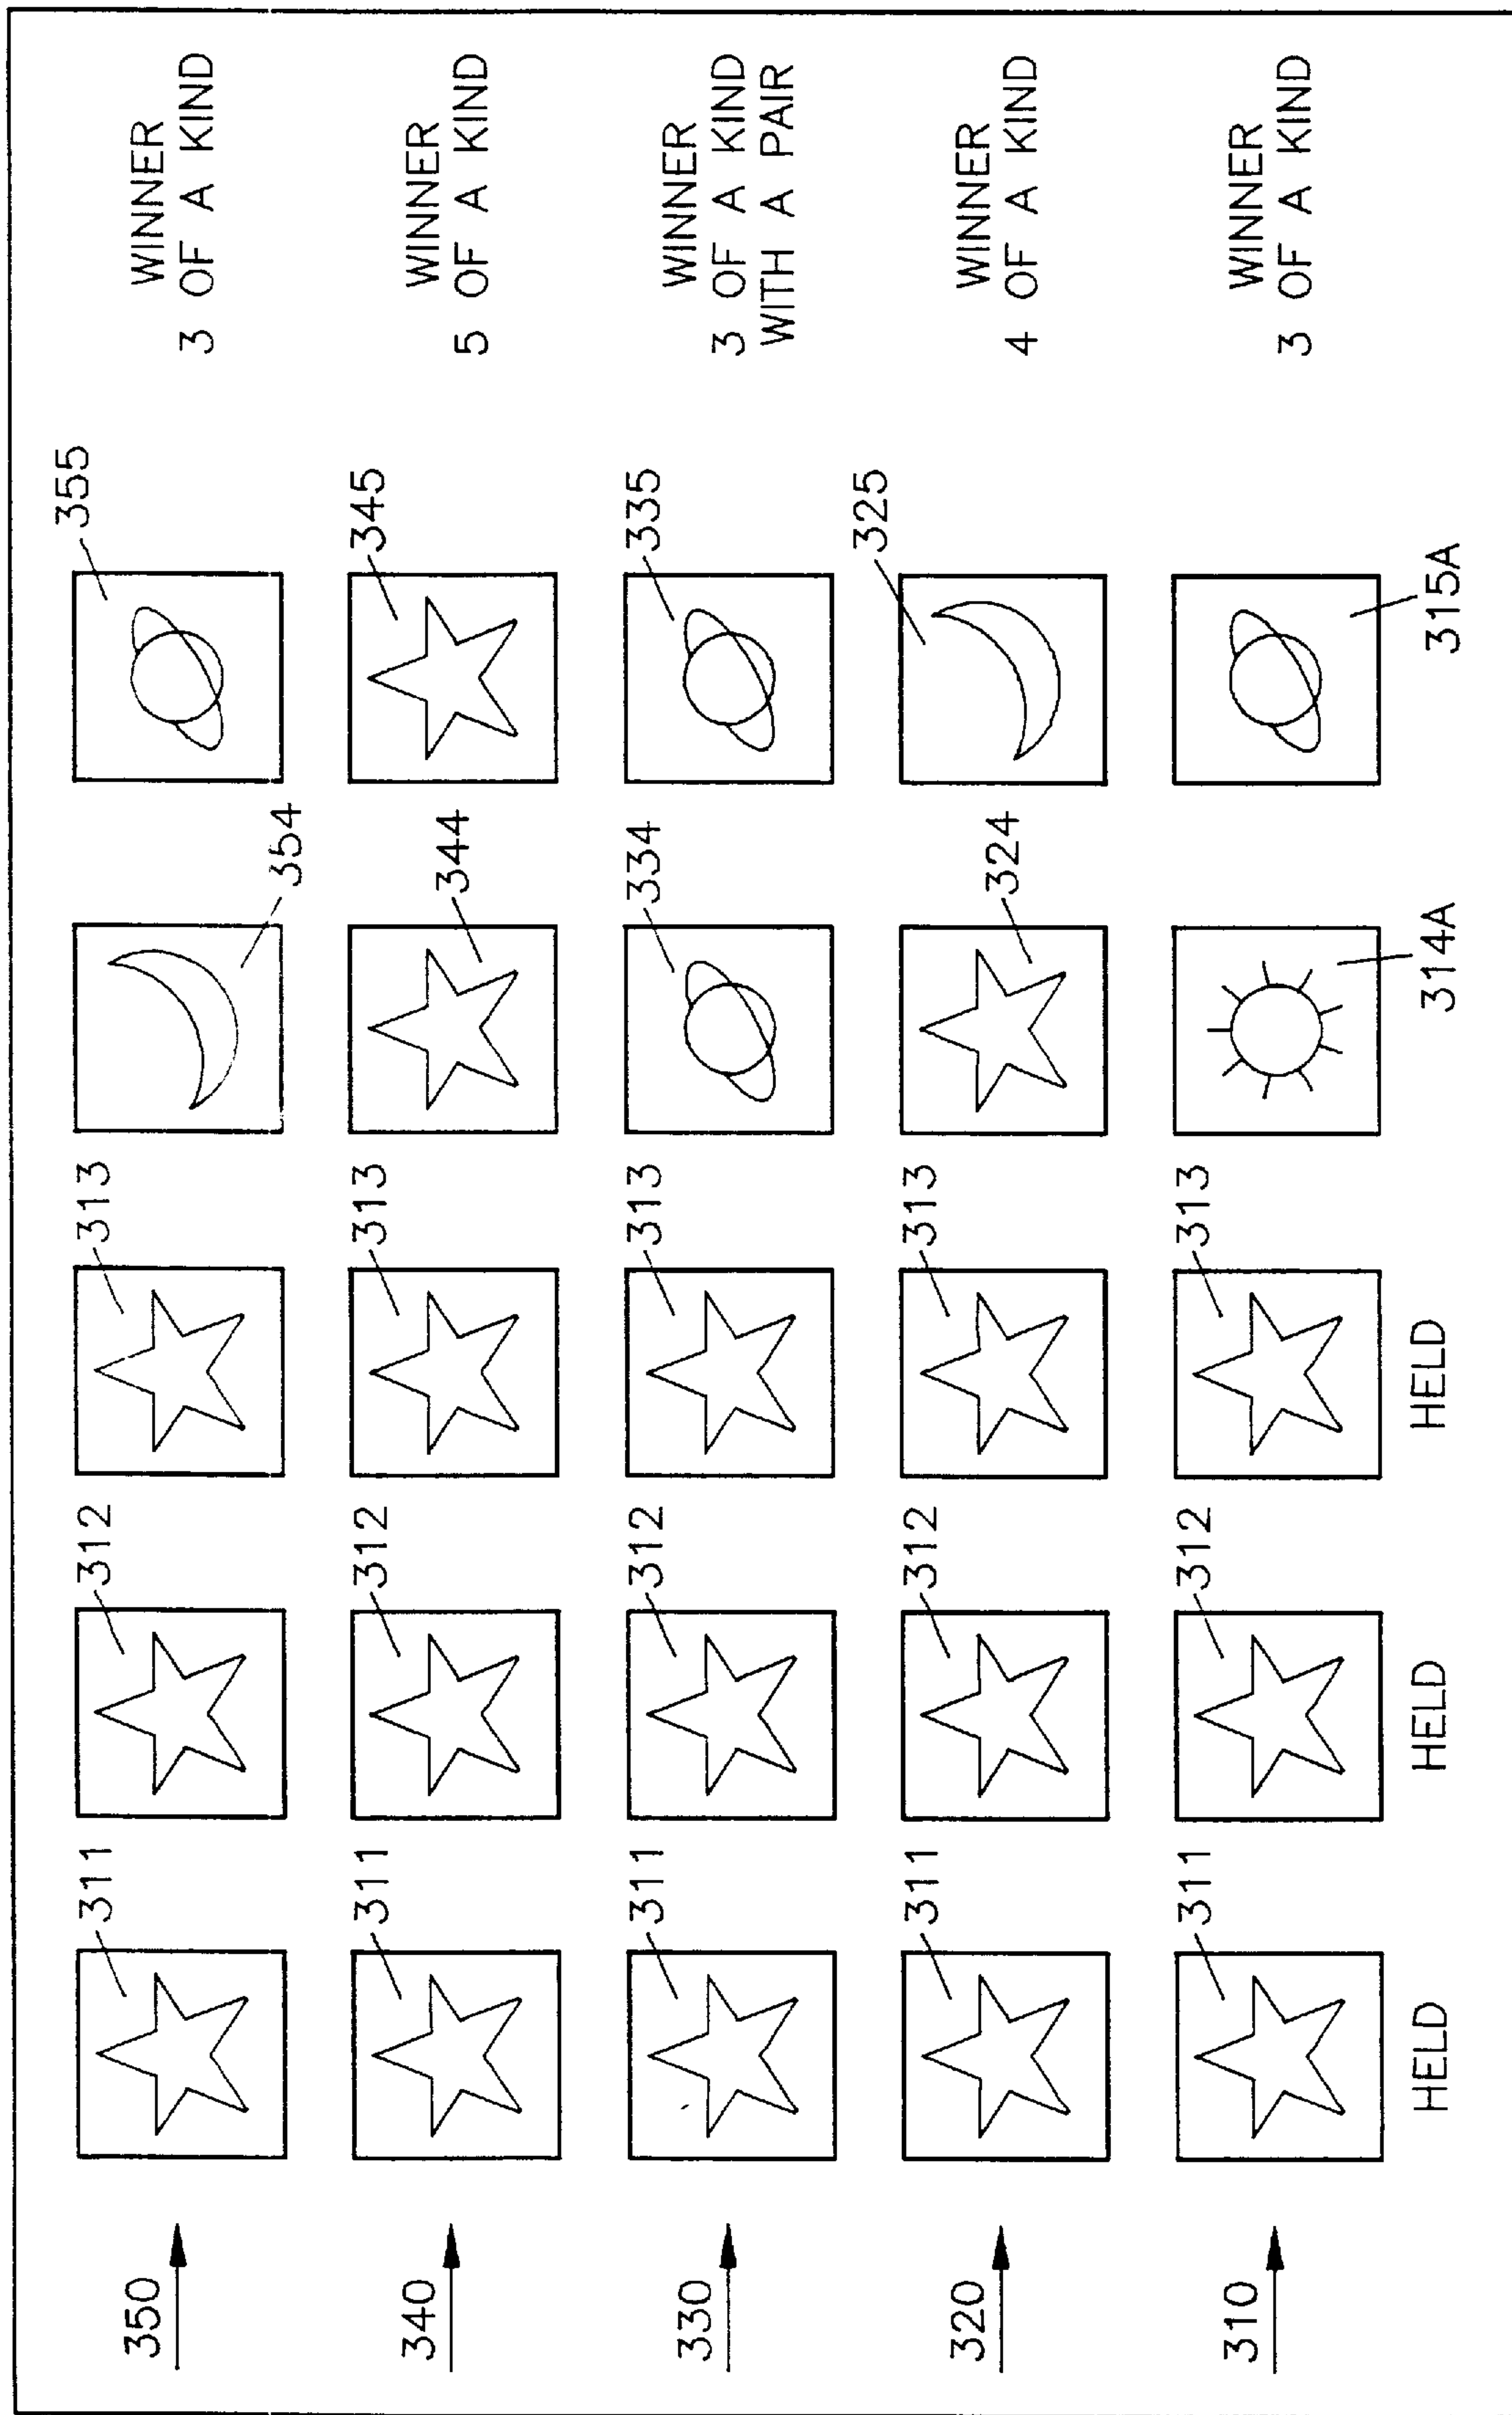 311 312 313 355
350 354 WINNER
3 OF A KIND
311 312 313 344 345
340 WINNER
5 OF A KIND
311 312 313 334 335
330 WINNER
3 OF A KIND
WITH A PAIR
311 312 313 324 325
320 WINNER
4 OF A KIND
311 312 313
310 WINNER
3 OF A KIND
HELD HELD HELD 314A 315A